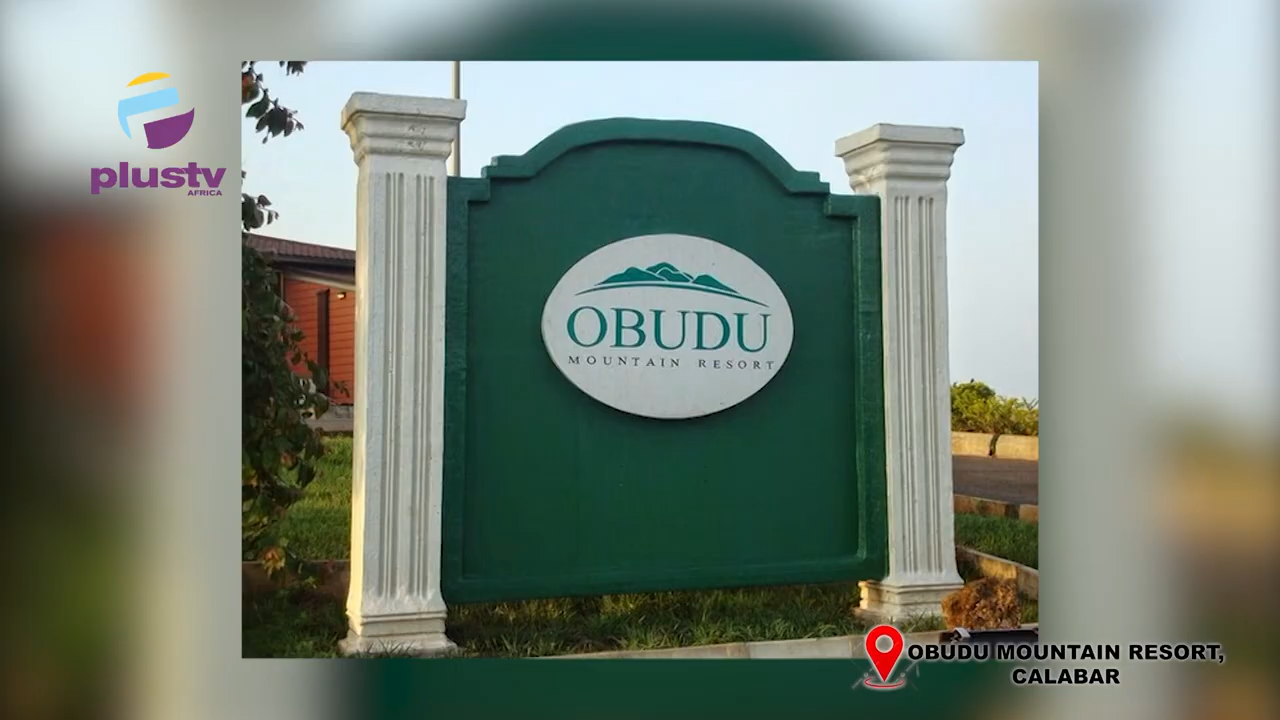 plustv
AFRICA
OBUDU
MOUNTAIN RESORT
OBUDU MOUNTAIN RESORT,
CALABAR